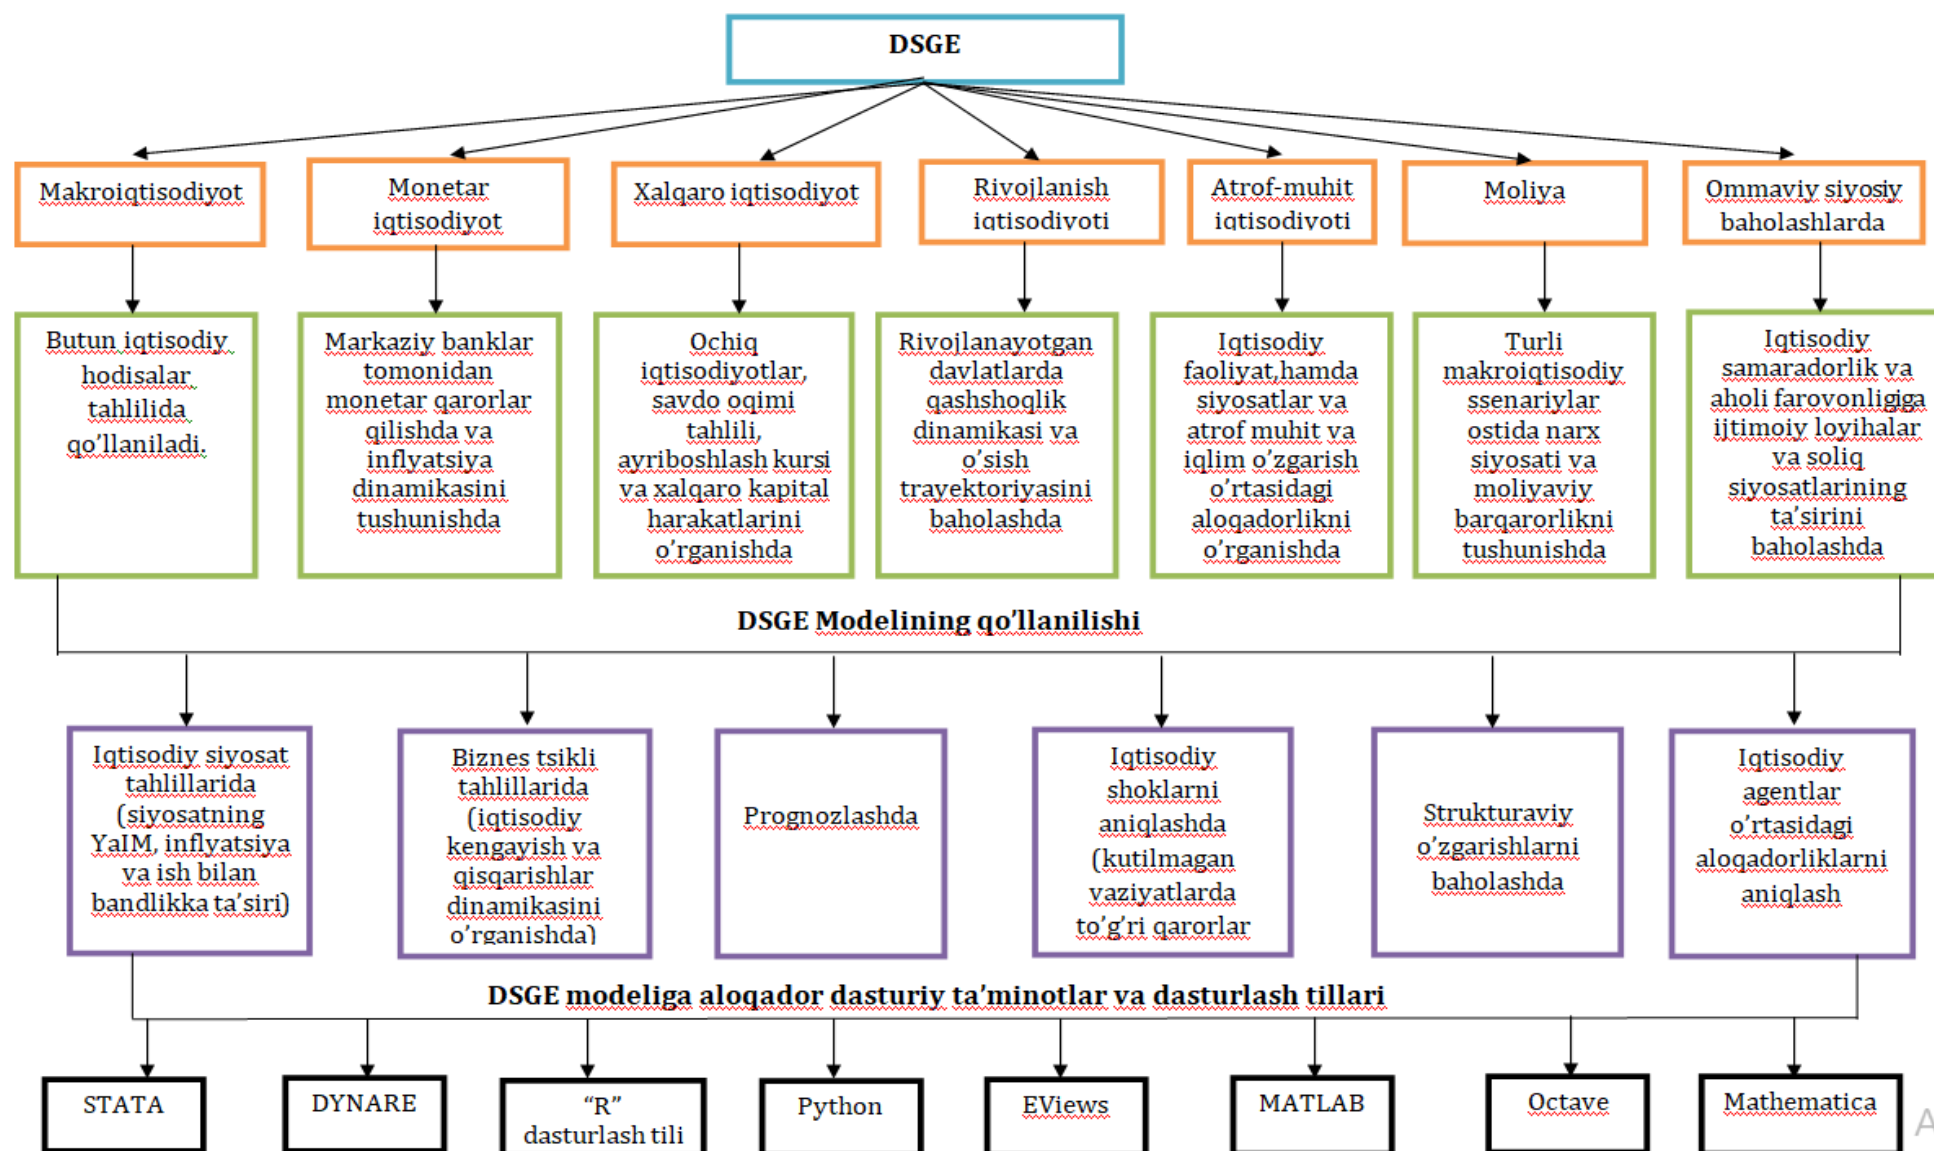 DSGE
Makroiqtisodiyot
Monetar
iqtisodiyot
Xalqaro iqtisodiyot
Rivojlanish
iqtisodiyoti
Atrof-muhit
iqtisodiyoti
Moliya
Ommaviy siyosiy
baholashlarda
Butun iqtisodiy
hodisalar
tahlilida
qo’llaniladi.
Markaziy banklar
tomonidan
monetar qarorlar
qilishda va
inflyatsiya
dinamikasini
tushunishda
Ochiq
iqtisodiyotlar,
savdo oqimi
tahlili,
ayriboshlash kursi
va xalqaro kapital
harakatlarini
o’rganishda
Rivojlanayotgan
davlatlarda
qashshoqlik
dinamikasi va
o’sish
trayektoriyasini
baholashda
Iqtisodiy
faoliyat,hamda
siyosatlar va
atrof muhit va
iqlim o’zgarish
o’rtasidagi
aloqadorlikni
o’rganishda
Turli
makroiqtisodiy
ssenariylar
ostida narx
siyosati va
moliyaviy
barqarorlikni
tushunishda
Iqtisodiy
samaradorlik va
aholi farovonligiga
ijtimoiy loyihalar
va soliq
siyosatlarining
ta’sirini
baholashda
DSGE Modelining qo’llanilishi
Iqtisodiy siyosat
tahlillarida
(siyosatning
YaIM, inflyatsiya
va ish bilan
bandlikka ta’siri)
Biznes tsikli
tahlillarida
(iqtisodiy
kengayish va
qisqarishlar
dinamikasini
o’rganishda)
Prognozlashda
Iqtisodiy
shoklarni
aniqlashda
(kutilmagan
vaziyatlarda
to’g’ri qarorlar
Strukturaviy
o’zgarishlarni
baholashda
Iqtisodiy
agentlar
o’rtasidagi
aloqadorliklarni
aniqlash
DSGE modeliga aloqador dasturiy ta’minotlar va dasturlash tillari
STATA
DYNARE
“R”
dasturlash tili
Python
EViews
MATLAB
Octave
Mathematica
A